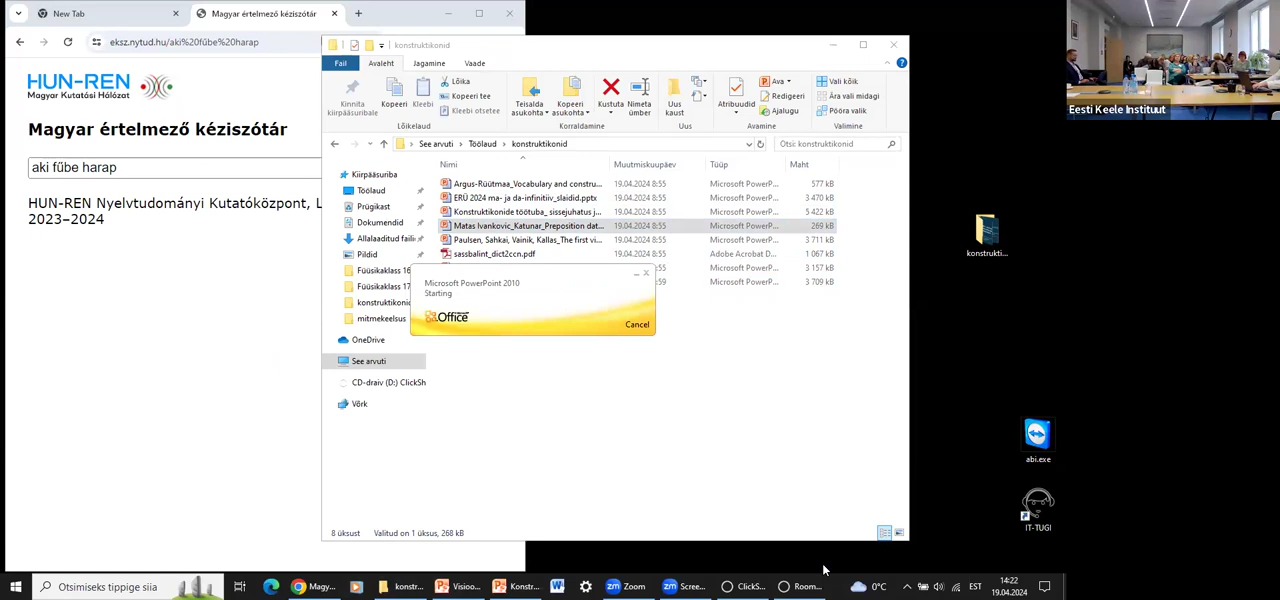 New Tab
Magyar értelmező kéziszótár
eksz.nytud.hu/aki%20fűbe%20harap
HUN-REN
Magyar Kutatási Hálózat
Magyar értelmező kéziszótár
aki fűbe harap
HUN-REN Nyelvtudományi Kutatóközpont, L
2023–2024
konstruktikonid
Fail
Avaleht
Jagamine
Vaade
Kinnita
kiirpääsuribale
Kopeeri
Kleebi
Lõika
Kopeeri tee
Kleebi otsetee
Lõikelaud
Teisalda
asukohta
Kopeeri
asukohta
Kustuta
Nimeta
ümber
Korraldamine
Uus
kaust
Uus
Atribuudid
Ava
Redigeeri
Ajalugu
Avamine
Vali kõik
Ära vali midagi
Pööra valik
Valimine
See arvuti
Töölaud
konstruktikonid
Otsi: konstruktikonid
Nimi
Muutmiskuupäev
Tüüp
Maht
Argus-Rüütmaa_Vocabulary and constru...
19.04.2024 8:55
Microsoft PowerP...
577 kB
ERÜ 2024 ma- ja da-infinitiiv_slaidid.pptx
19.04.2024 8:55
Microsoft PowerP...
3 470 kB
Konstruktikonide töötuba_ sissejuhatus j...
19.04.2024 8:55
Microsoft PowerP...
5 422 kB
Matas Ivankovic_Katunar_Preposition dat...
19.04.2024 8:55
Microsoft PowerP...
269 kB
Paulsen, Sahkai, Vainik, Kallas_The first vi...
19.04.2024 8:55
Microsoft PowerP...
3 711 kB
sassbalint_dict2ccn.pdf
19.04.2024 8:55
Adobe Acrobat D...
1 067 kB
Microsoft PowerP...
3 157 kB
Microsoft PowerP...
3 709 kB
Kiirpääsuriba
Töölaud
Prügikast
Dokumendid
Allalaaditud faili
Pildid
Füüsikaklass 16
Füüsikaklass 17
konstruktikonid
mitmekeelsus
OneDrive
See arvuti
CD-draiv (D:) ClickSh
Võrk
Microsoft PowerPoint 2010
Starting
Office
Cancel
8 üksust
Valitud on 1 üksus, 268 kB
Eesti Keele Instituut
konstrukti...
abi.exe
IT-TUGI
Otsimiseks tippige siia
Magy...
konstr...
Visioo...
Konstr...
Zoom
Scree...
ClickS...
Room...
0°C
EST
14:22
19.04.2024